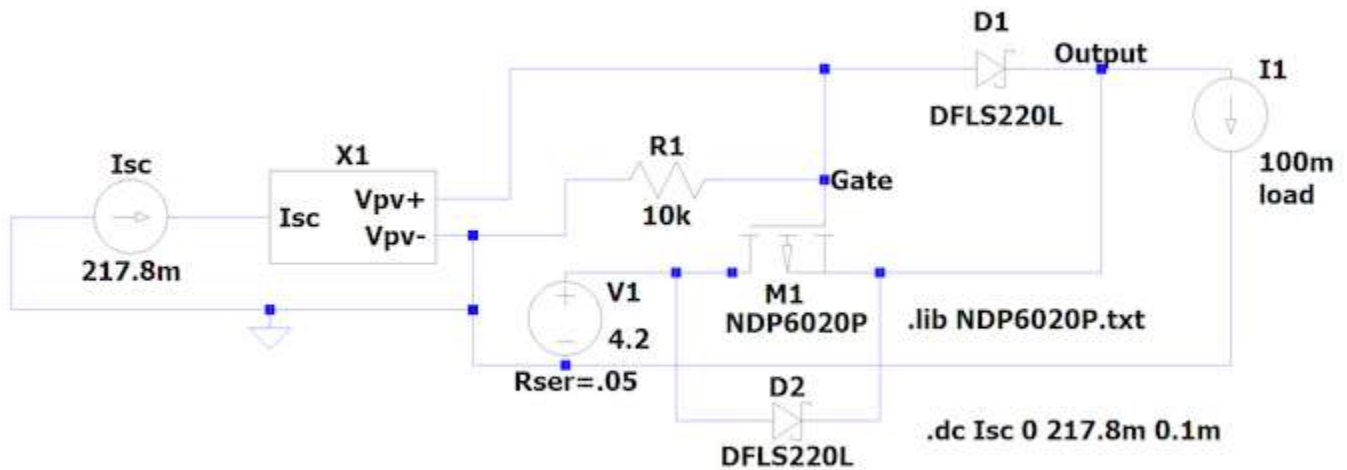 D1
Output
I1
DFLS220L
100m
load
Isc
X1
R1
Vpv+
Isc
Gate
10k
Vpv-
217.8m
V1
4.2
M1
NDP6020P
.lib NDP6020P.txt
Rser=.05
D2
.dc Isc 0 217.8m 0.1m
DFLS220L